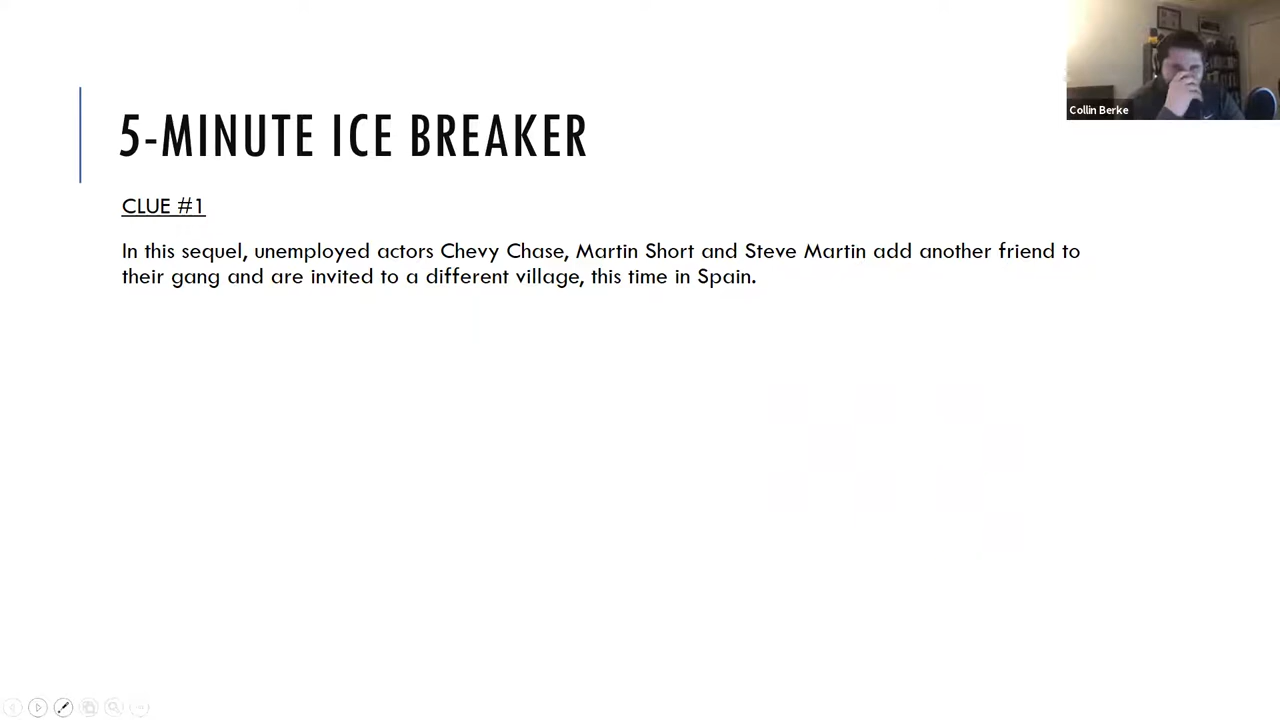 Collin Berke
5-MINUTE ICE BREAKER
CLUE #1
In this sequel, unemployed actors Chevy Chase, Martin Short and Steve Martin add another friend to
their gang and are invited to a different village, this time in Spain.